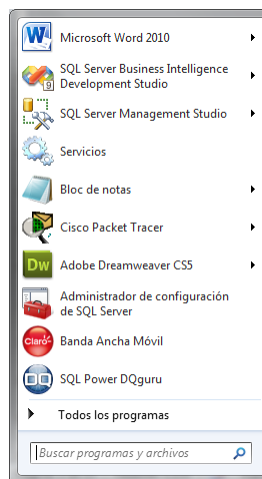 Microsoft Word 2010
SQL Server Business Intelligence
Development Studio
SQL Server Management Studio
Servicios
Bloc de notas
Cisco Packet Tracer
Dw
Adobe Dreamweaver CS5
Administrador de configuración
de SQL Server
Claro
Banda Ancha Móvil
SQL Power DQguru
Todos los programas
Buscar programas y archivos